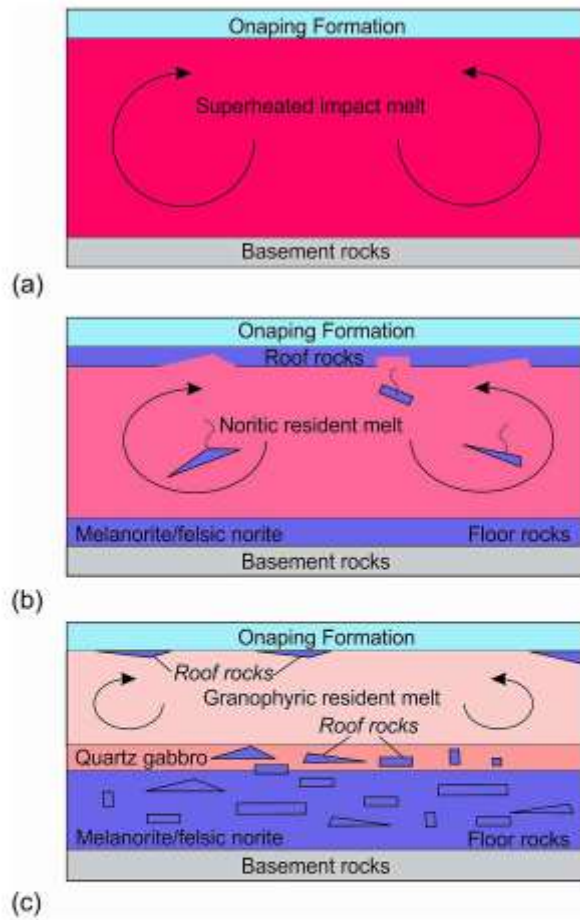 Onaping Formation
Superheated impact melt
Basement rocks
(a)
Onaping Formation
Roof rocks
Noritic resident melt
Melanorite/felsic norite Floor rocks
Basement rocks
(b)
Onaping Formation
Roof rocks
Granophyric resident melt
Roof rocks
Quartz gabbro
Melanorite/felsic norite Floor rocks
Basement rocks
(c)